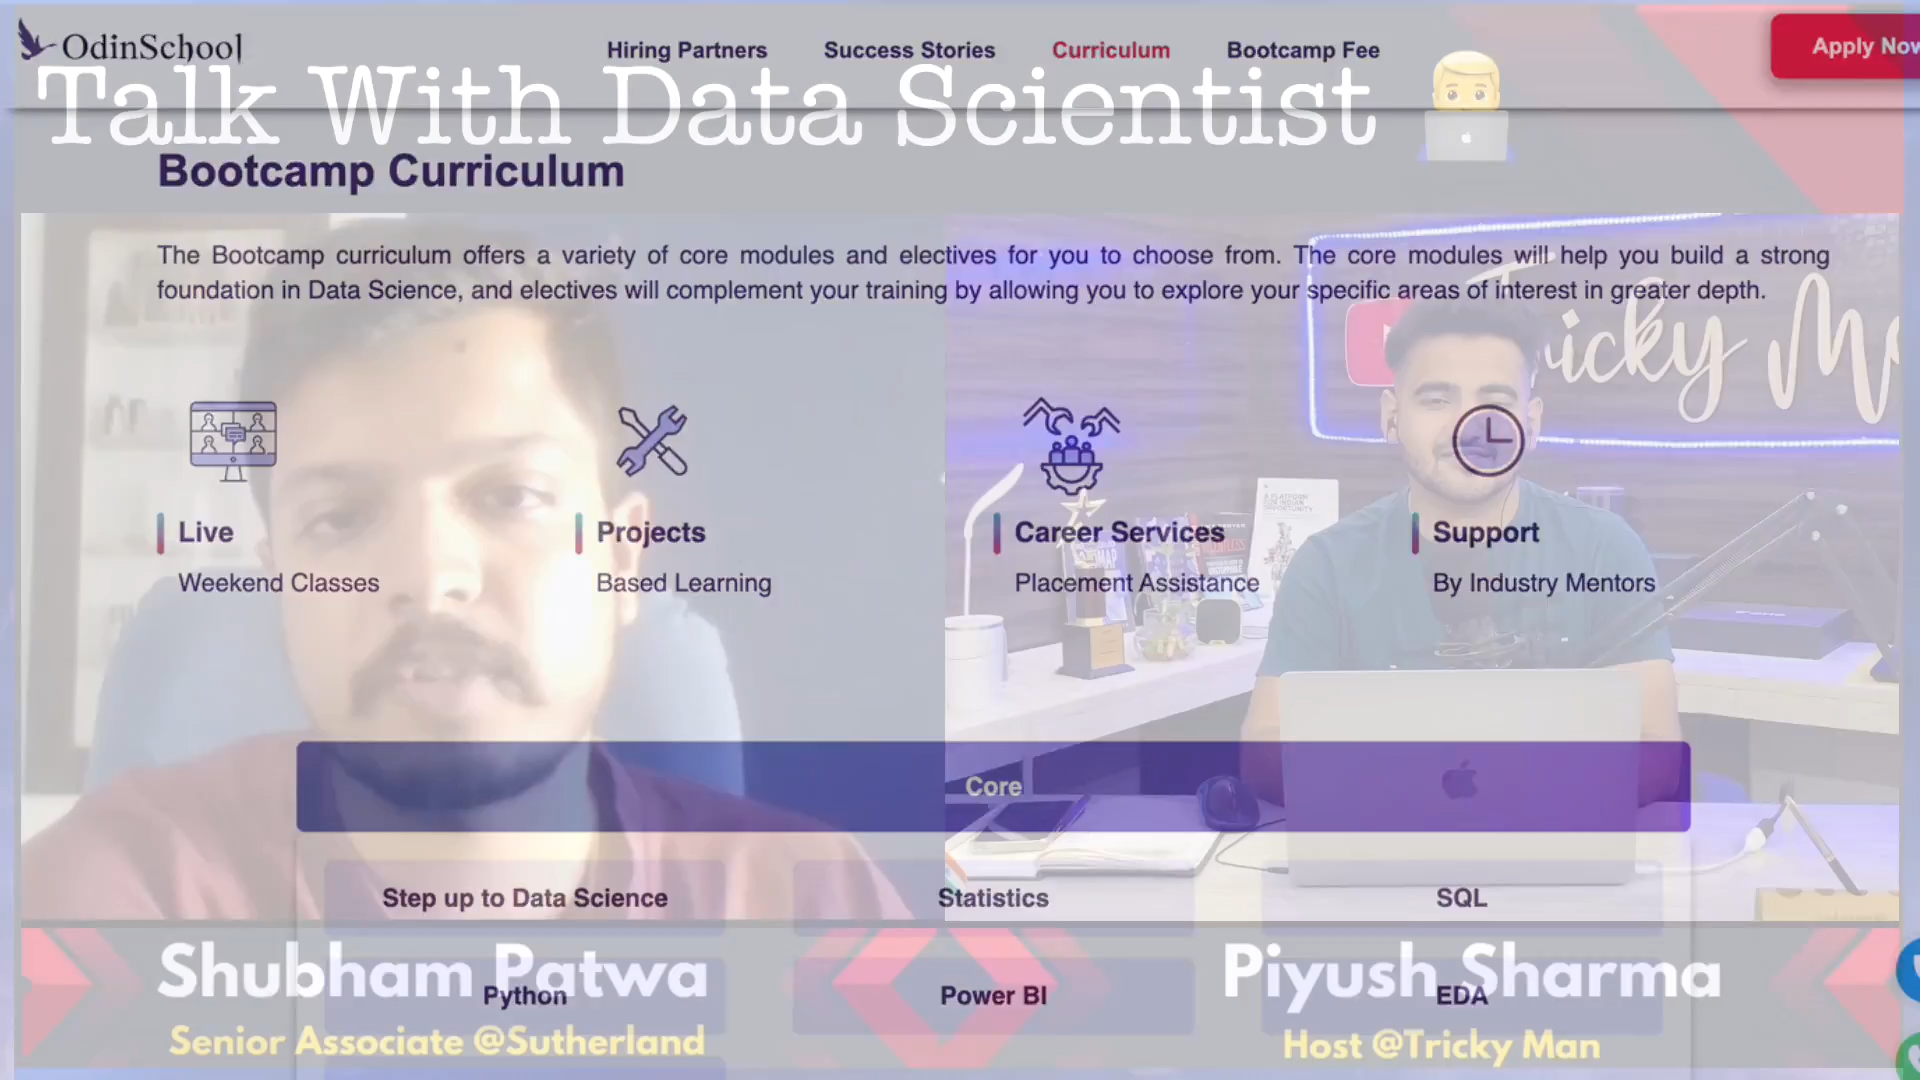 OdinSchool
Hiring Partners Success Stories Curriculum Bootcamp Fee
Apply Now
Talk With Data Scientist
Bootcamp Curriculum
The Bootcamp curriculum offers a variety of core modules and electives for you to choose from. The core modules will help you build a strong
foundation in Data Science, and electives will complement your training by allowing you to explore your specific areas of interest in greater depth.
Tricky M
Live
Weekend Classes
Projects
Based Learning
Career Services
Placement Assistance
Support
By Industry Mentors
Core
Step up to Data Science
Statistics
SQL
Python
Power BI
EDA
Shubham Patwa
Senior Associate @Sutherland
Piyush Sharma
Host @Tricky Man